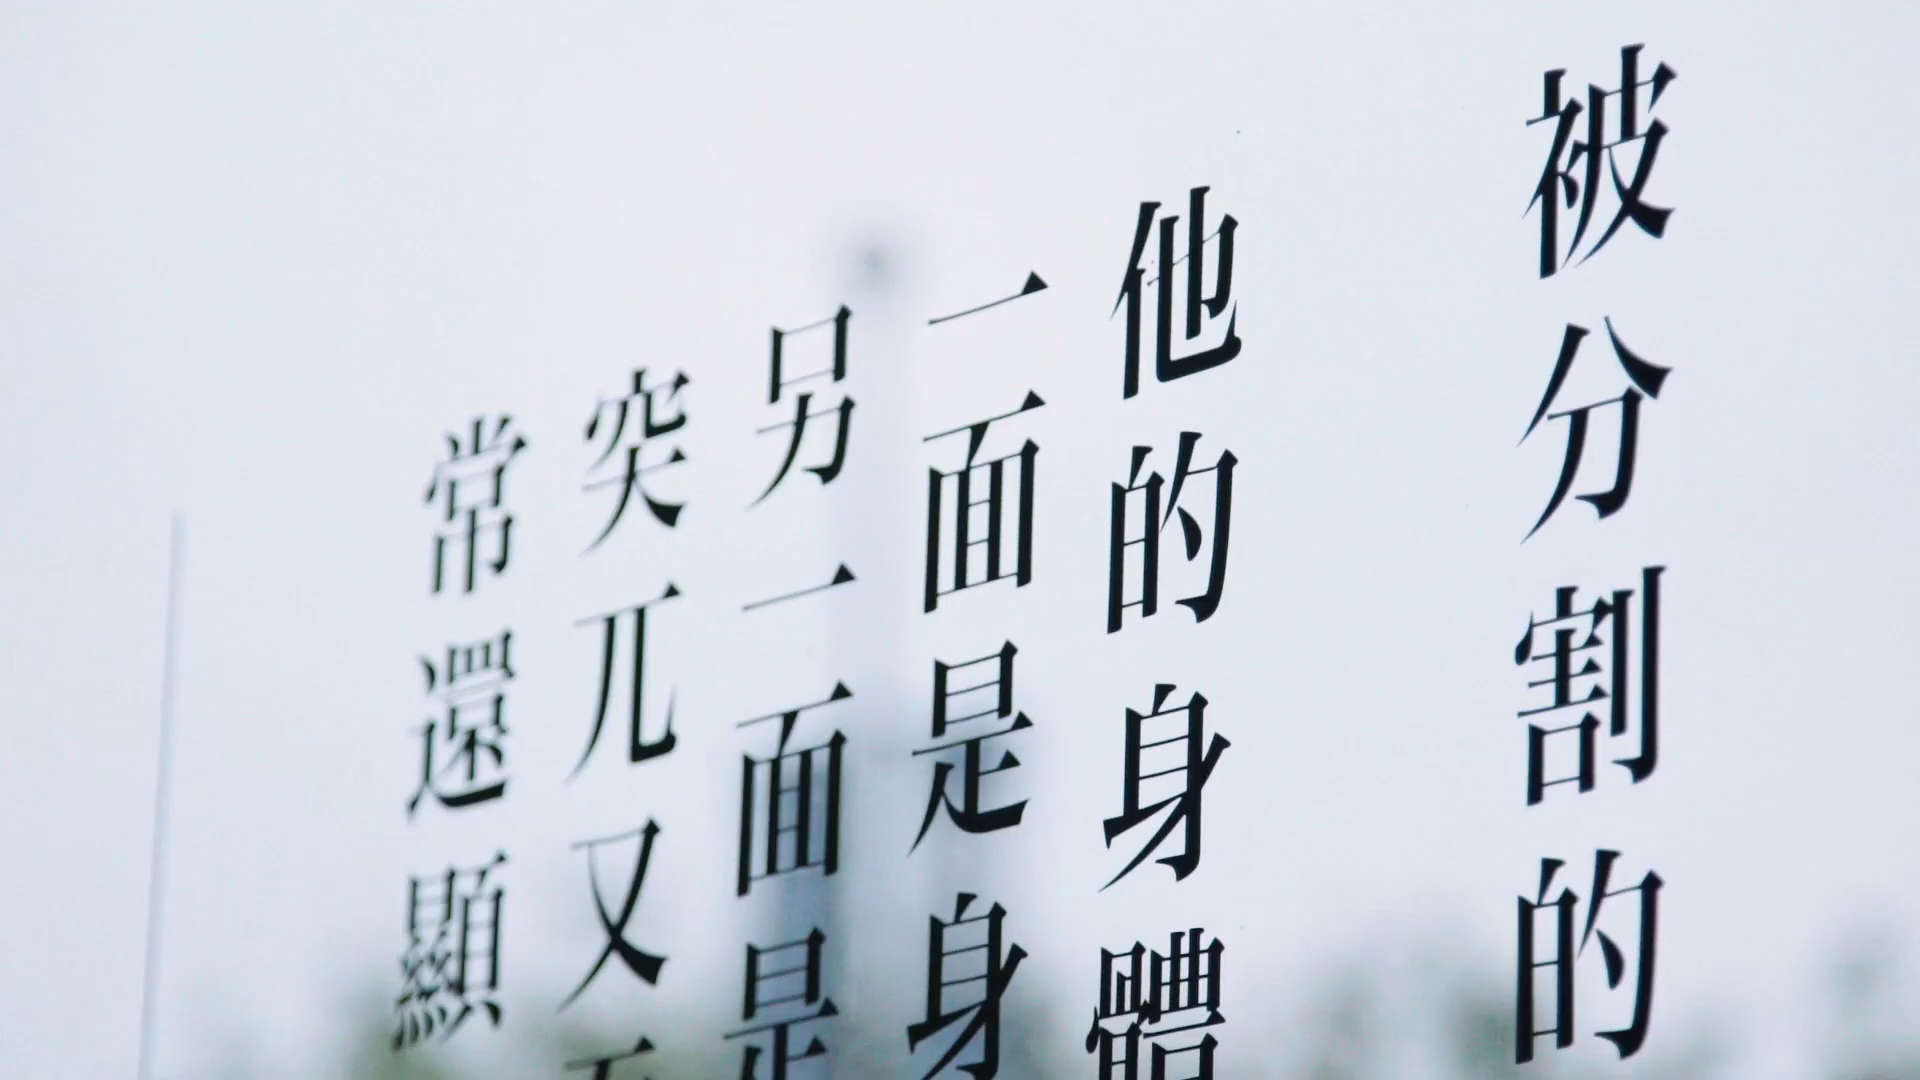 被分割的
他的身體
一面是身
另一面是
突兀又
常還顯